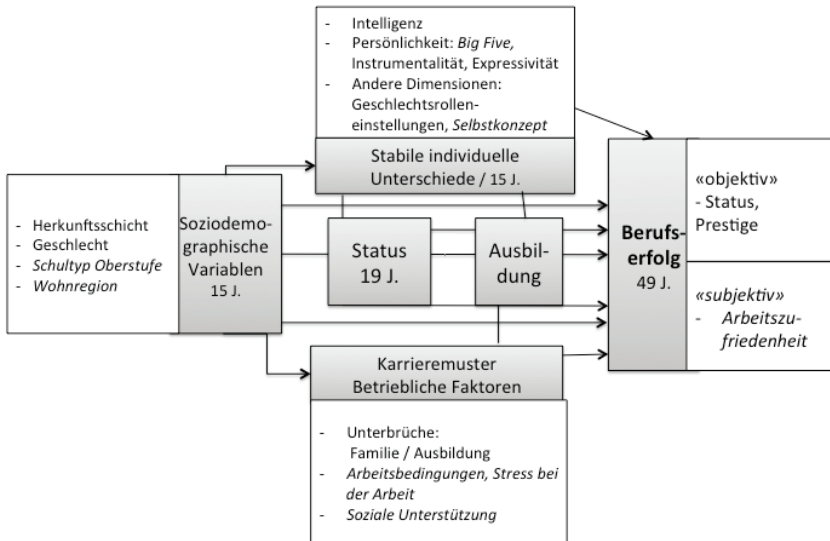 - Intelligenz
- Persönlichkeit: Big Five,
Instrumentalität, Expressivität
- Andere Dimensionen:
Geschlechtsrollen-
einstellungen, Selbstkonzept
Stabile individuelle
Unterschiede / 15 J.
- Herkunftsschicht
- Geschlecht
- Schultyp Oberstufe
- Wohnregion
Soziodemo-
graphische
Variablen
15 J.
Status
19 J.
Ausbil-
dung
Berufs-
erfolg
49 J.
«objektiv»
- Status,
Prestige
«subjektiv»
- Arbeitszu-
friedenheit
Karrieremuster
Betriebliche Faktoren
- Unterbrüche:
Familie / Ausbildung
- Arbeitsbedingungen, Stress bei
der Arbeit
- Soziale Unterstützung